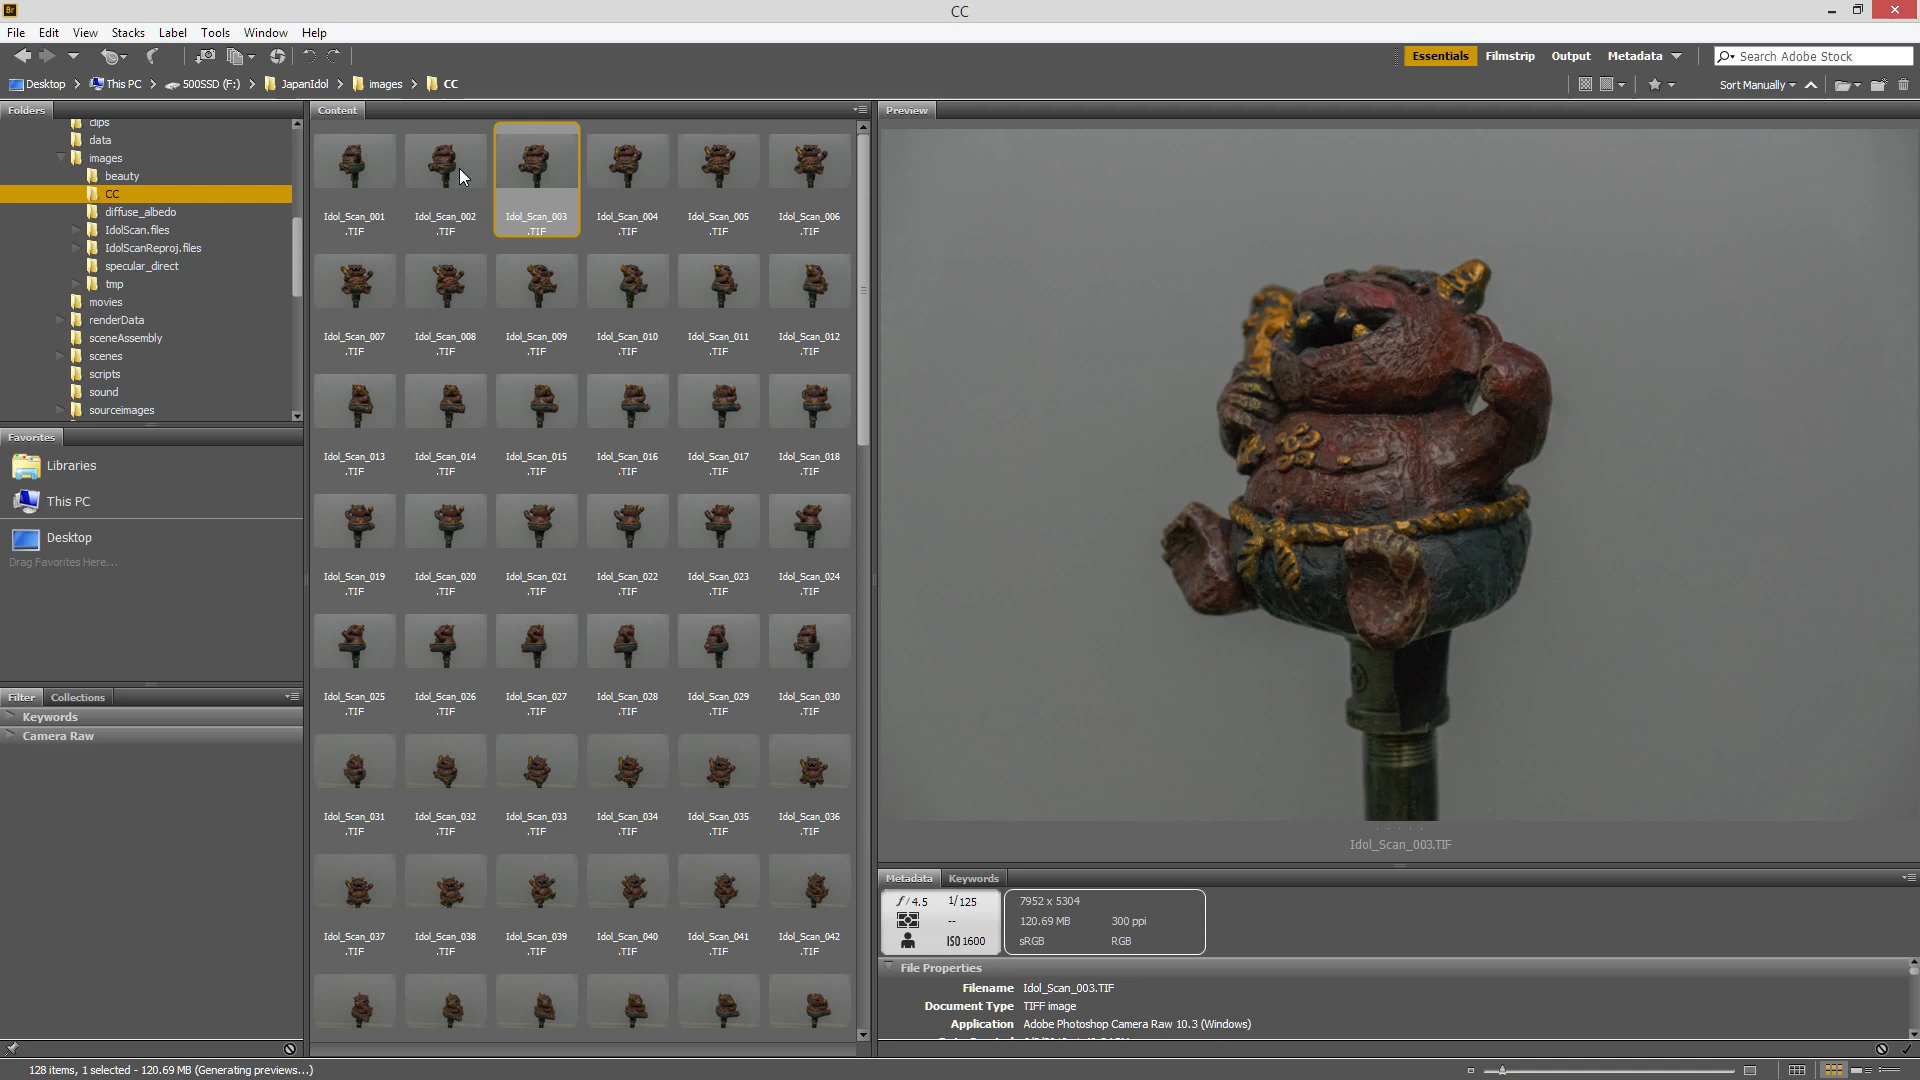 Br
CC
File Edit View Stacks Label Tools Window Help
Essentials Filmstrip Output Metadata Search Adobe Stock
Desktop This PC 500SSD (F:) JapanIdol images CC
Sort Manually
Folders
clips
data
images
beauty
CC
diffuse_albedo
IdolScan.files
IdolScanReproj.files
specular_direct
tmp
movies
renderData
sceneAssembly
scenes
scripts
sound
sourceimages
Favorites
Libraries
This PC
Desktop
Drag Favorites Here...
Filter Collections
Keywords
Camera Raw
Content
Idol_Scan_001 Idol_Scan_002 Idol_Scan_003 Idol_Scan_004 Idol_Scan_005 Idol_Scan_006
.TIF .TIF .TIF .TIF .TIF .TIF
Idol_Scan_007 Idol_Scan_008 Idol_Scan_009 Idol_Scan_010 Idol_Scan_011 Idol_Scan_012
.TIF .TIF .TIF .TIF .TIF .TIF
Idol_Scan_013 Idol_Scan_014 Idol_Scan_015 Idol_Scan_016 Idol_Scan_017 Idol_Scan_018
.TIF .TIF .TIF .TIF .TIF .TIF
Idol_Scan_019 Idol_Scan_020 Idol_Scan_021 Idol_Scan_022 Idol_Scan_023 Idol_Scan_024
.TIF .TIF .TIF .TIF .TIF .TIF
Idol_Scan_025 Idol_Scan_026 Idol_Scan_027 Idol_Scan_028 Idol_Scan_029 Idol_Scan_030
.TIF .TIF .TIF .TIF .TIF .TIF
Idol_Scan_031 Idol_Scan_032 Idol_Scan_033 Idol_Scan_034 Idol_Scan_035 Idol_Scan_036
.TIF .TIF .TIF .TIF .TIF .TIF
Idol_Scan_037 Idol_Scan_038 Idol_Scan_039 Idol_Scan_040 Idol_Scan_041 Idol_Scan_042
.TIF .TIF .TIF .TIF .TIF .TIF
Preview
Idol_Scan_003.TIF
Metadata Keywords
f/4.5 1/125
--
ISO 1600
7952 x 5304
120.69 MB 300 ppi
sRGB RGB
File Properties
Filename Idol_Scan_003.TIF
Document Type TIFF image
Application Adobe Photoshop Camera Raw 10.3 (Windows)
128 items, 1 selected - 120.69 MB (Generating previews...)